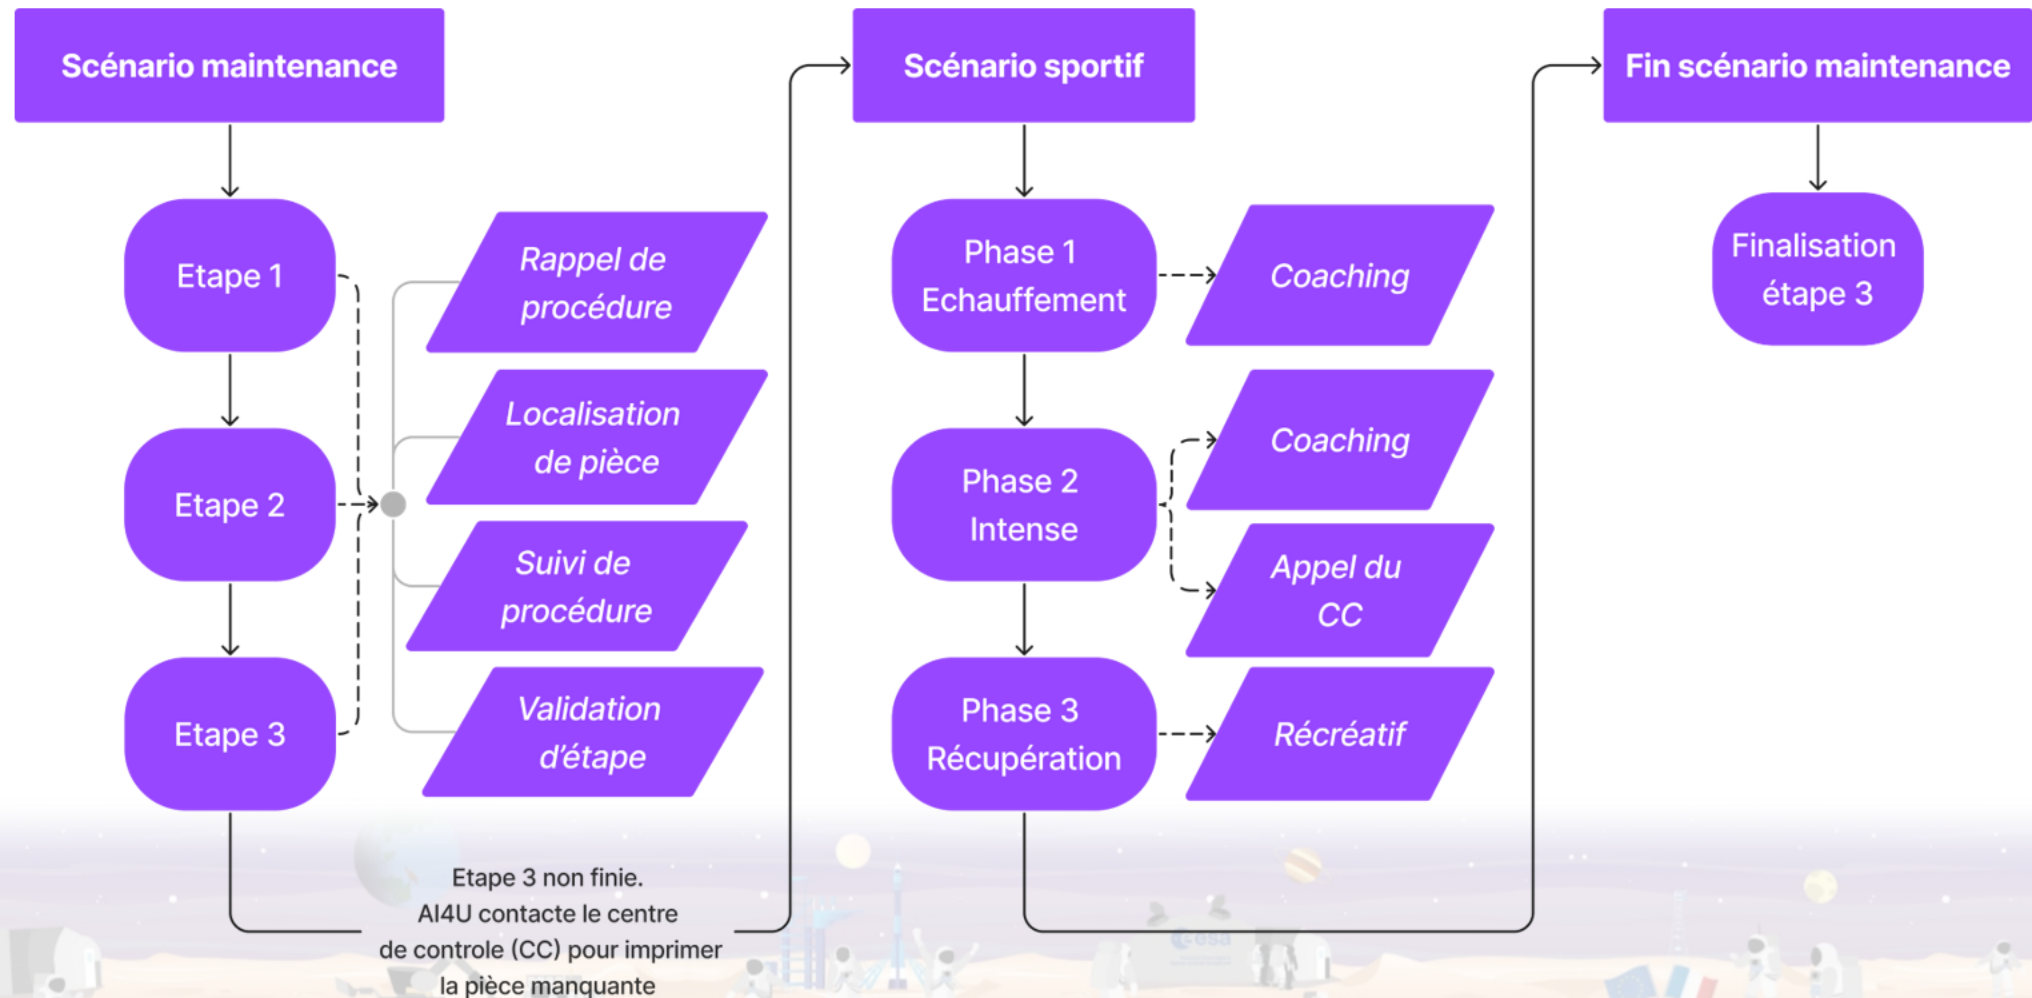 Scénario maintenance
Etape 1
Etape 2
Etape 3
Rappel de
procédure
Localisation
de pièce
Suivi de
procédure
Validation
d'étape
Etape 3 non finie.
AI4U contacte le centre
de controle (CC) pour imprimer
la pièce manquante
Scénario sportif
Phase 1
Echauffement
Coaching
Phase 2
Intense
Coaching
Appel du
CC
Phase 3
Récupération
Récréatif
Fin scénario maintenance
Finalisation
étape 3
esa